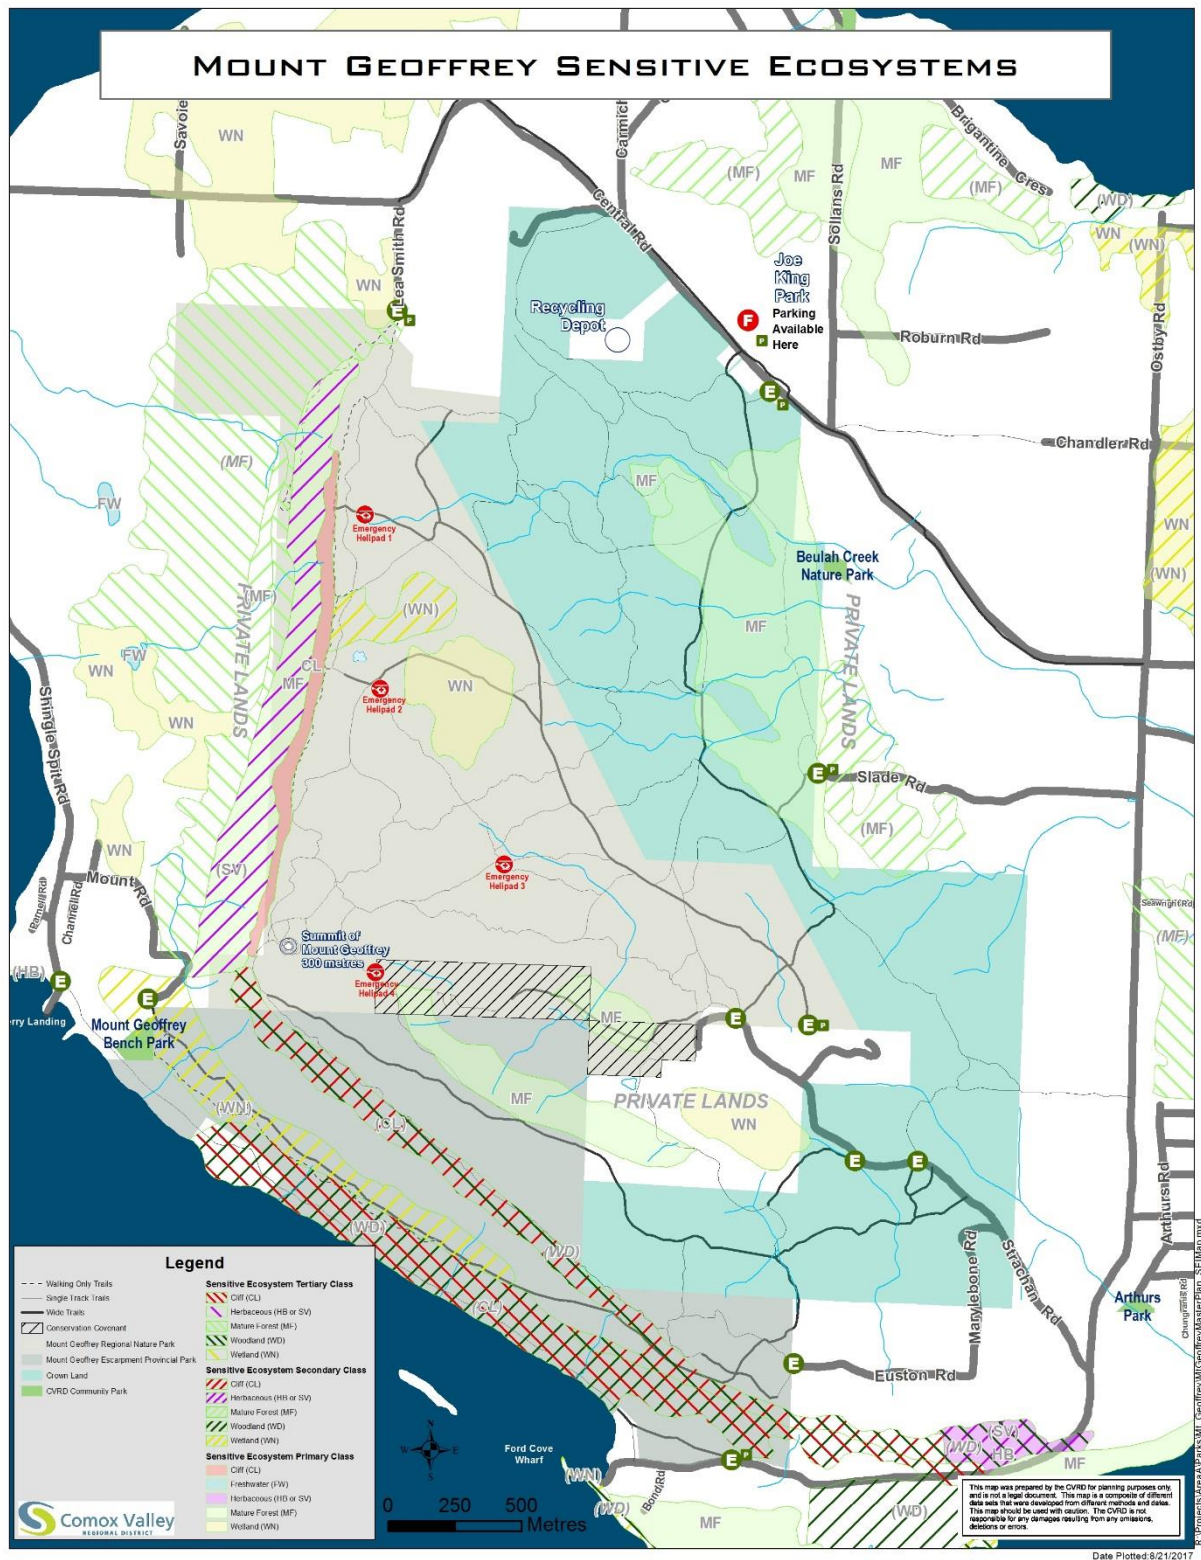 MOUNT GEOFFREY SENSITIVE ECOSYSTEMS
Savoie
Carmich
Brigantine Cres
WN
(MF)
MF
MF
(MF)
(WD)
Central Rd
Sollans Rd
Lea Smith Rd
WN
(WN)
WN
Joe
King
Park
Parking
Available
Here
Recycling
Depot
E
P
F
P
Roburn Rd
Ostby Rd
E
P
Chandler Rd
(MF)
MF
FW
Emergency
Helipad 1
WN
Beulah Creek
Nature Park
(WN)
(MF)
PRIVATE LANDS
(WN)
MF
PRIVATE LANDS
FW
WN
CL
MF
WN
Emergency
Helipad 2
WN
Shingle Spit Rd
E
P
Slade Rd
(MF)
WN
(SV)
Emergency
Helipad 3
Mount Rd
Parnell Rd
Channel Rd
Seawright Rd
(MF)
Summit of
Mount Geoffrey
300 metres
Emergency
Helipad 4
(HB)
E
E
rry Landing
Mount Geoffrey
Bench Park
MF
E
E
P
MF
PRIVATE LANDS
WN
(WN)
(CL)
E
E
Arthurs Rd
(WD)
(WD)
Marylebone Rd
Strachan Rd
(CL)
Arthurs
Park
E
Euston Rd
Ford Cove
Wharf
(WN)
(WD)
Bond Rd
E
P
(SV)
(WD)
HB
MF
(WD)
MF
Legend
Walking Only Trails
Single Track Trails
Wide Trails
Conservation Covenant
Mount Geoffrey Regional Nature Park
Mount Geoffrey Escarpment Provincial Park
Crown Land
CVRD Community Park
Sensitive Ecosystem Tertiary Class
Cliff (CL)
Herbaceous (HB or SV)
Mature Forest (MF)
Woodland (WD)
Wetland (WN)
Sensitive Ecosystem Secondary Class
Cliff (CL)
Herbaceous (HB or SV)
Mature Forest (MF)
Woodland (WD)
Wetland (WN)
Sensitive Ecosystem Primary Class
Cliff (CL)
Freshwater (FW)
Herbaceous (HB or SV)
Mature Forest (MF)
Wetland (WN)
Comox Valley
REGIONAL DISTRICT
N
W
E
S
0 250 500
Metres
This map was prepared by the CVRD for planning purposes only,
and is not a legal document. This map is a composite of different
data sets that were developed from different methods and dates.
This map should be used with caution. The CVRD is not
responsible for any damages resulting from any omissions,
deletions or errors.
Date Plotted:8/21/2017